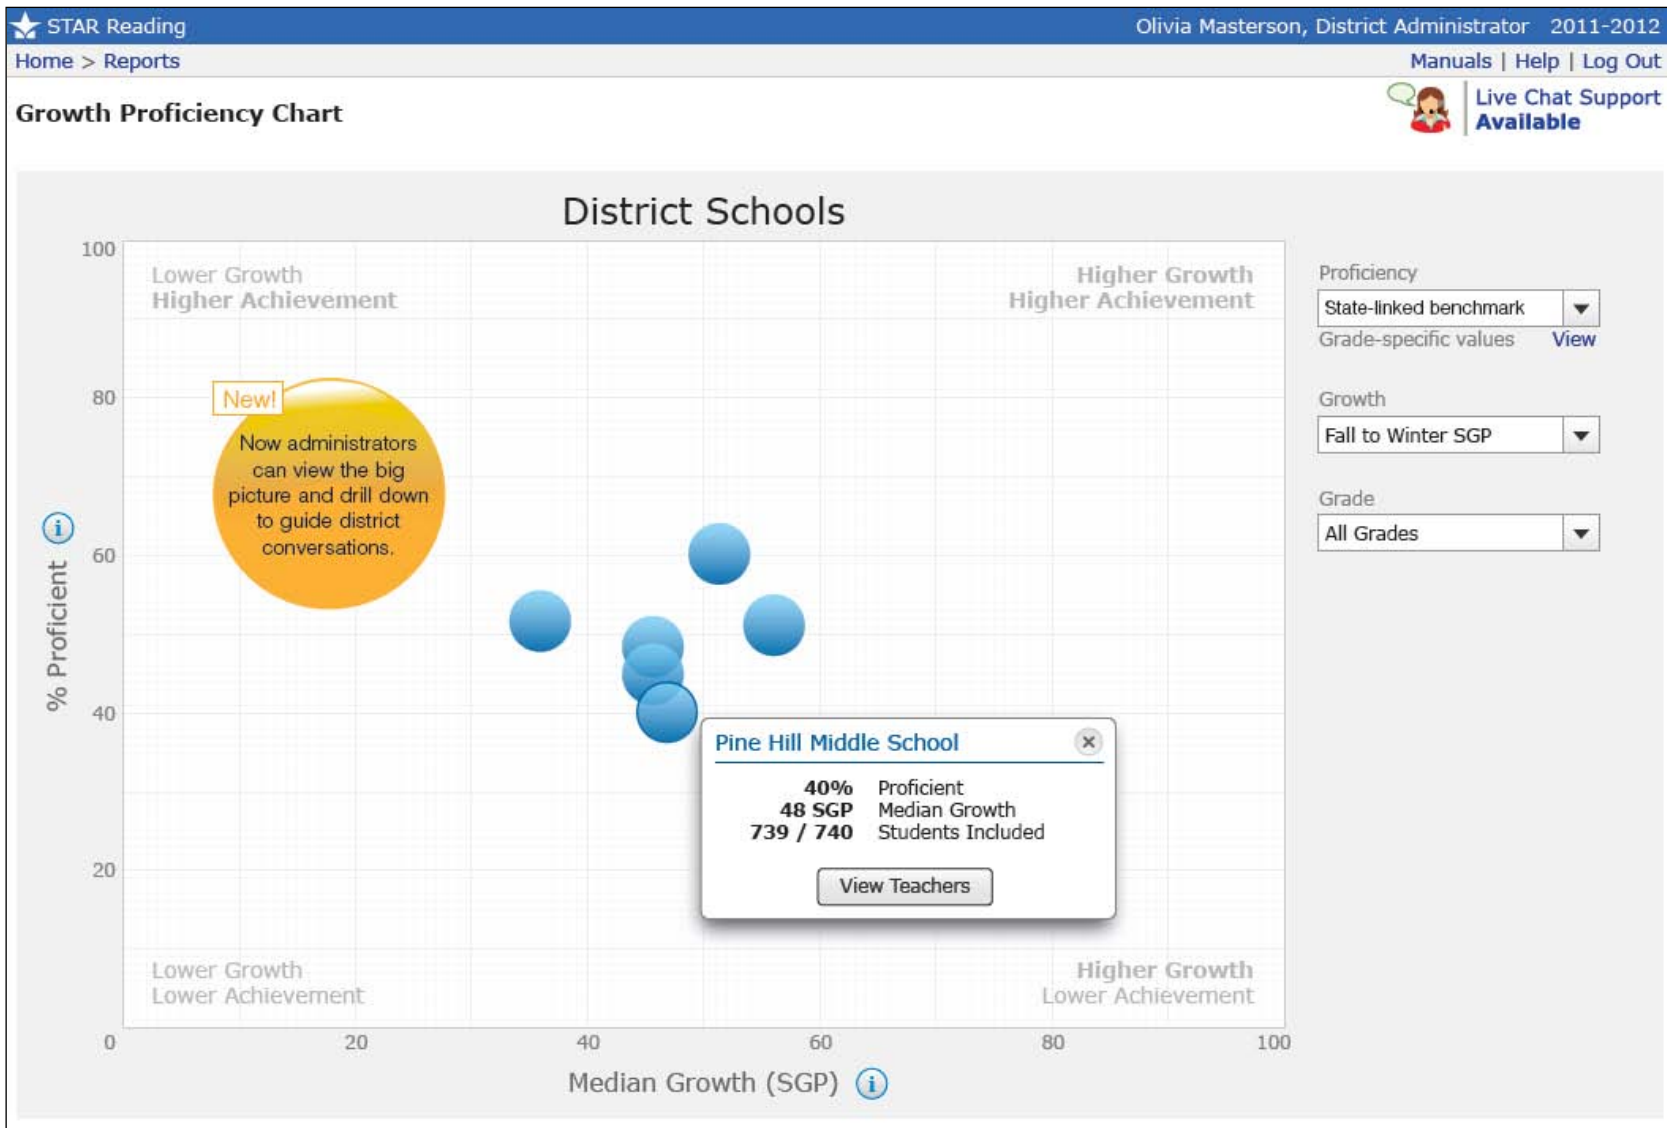 STAR Reading
Olivia Masterson, District Administrator 2011-2012
Home > Reports
Manuals | Help | Log Out
Growth Proficiency Chart
Live Chat Support
Available
District Schools
100
80
60
40
20
0
% Proficient
Lower Growth
Higher Achievement
Higher Growth
Higher Achievement
New!
Now administrators
can view the big
picture and drill down
to guide district
conversations.
Pine Hill Middle School
40% Proficient
48 SGP Median Growth
739 / 740 Students Included
View Teachers
Lower Growth
Lower Achievement
Higher Growth
Lower Achievement
20
40
60
80
100
Median Growth (SGP)
Proficiency
State-linked benchmark
Grade-specific values View
Growth
Fall to Winter SGP
Grade
All Grades